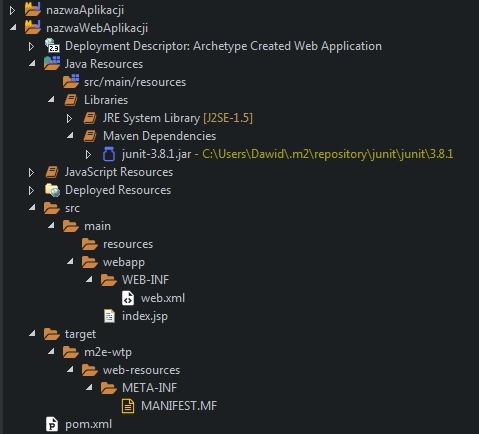 nazwaAplikacji
nazwaWebAplikacji
2.3 Deployment Descriptor: Archetype Created Web Application
Java Resources
src/main/resources
Libraries
JRE System Library [J2SE-1.5]
Maven Dependencies
junit-3.8.1.jar - C:\Users\Dawid\.m2\repository\junit\junit\3.8.1
JavaScript Resources
Deployed Resources
src
main
resources
webapp
WEB-INF
web.xml
index.jsp
target
m2e-wtp
web-resources
META-INF
MANIFEST.MF
pom.xml